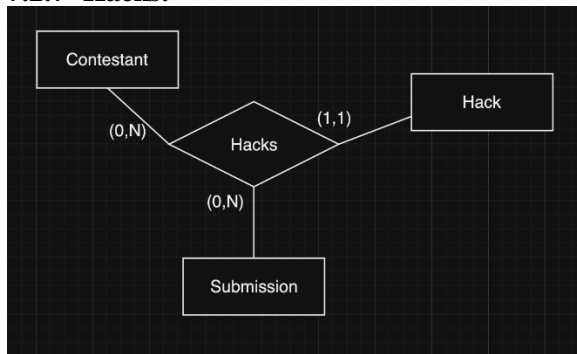 Contestant
Hack
(1,1)
(0,N)
Hacks
(0,N)
Submission